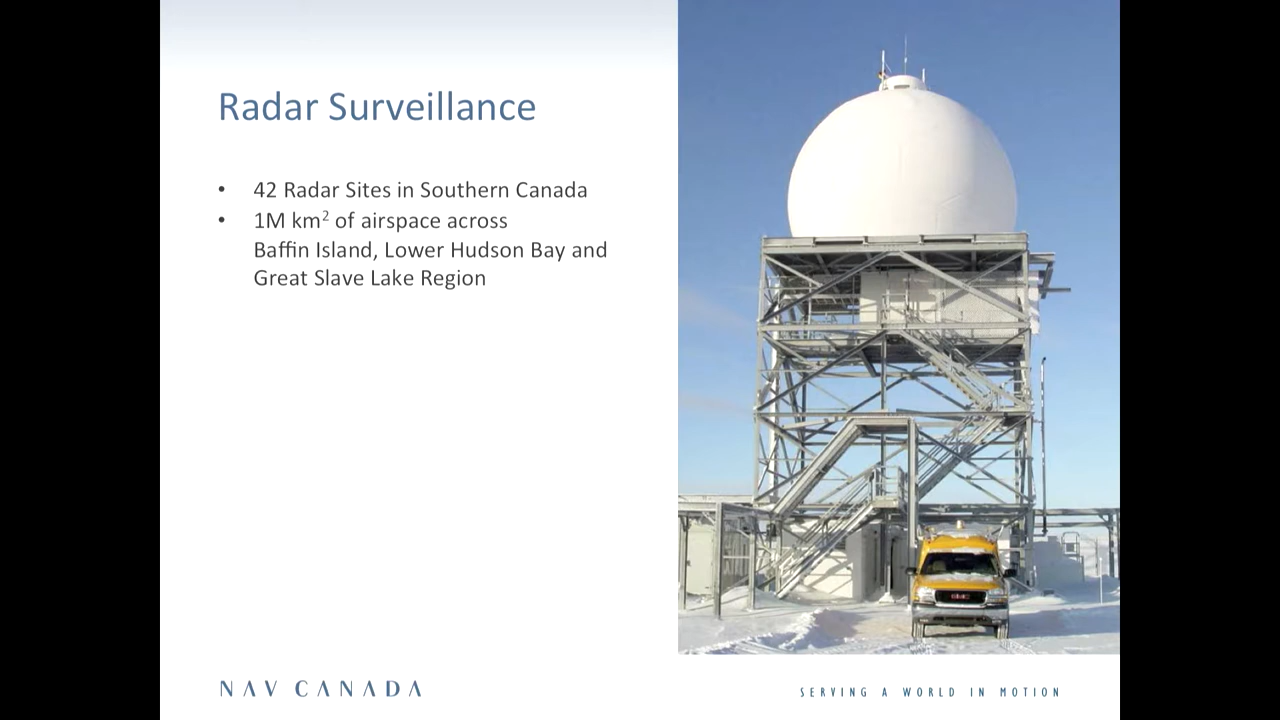 Radar Surveillance
• 42 Radar Sites in Southern Canada
• 1M km² of airspace across
Baffin Island, Lower Hudson Bay and
Great Slave Lake Region
GMC
NAV CANADA
SERVING A WORLD IN MOTION